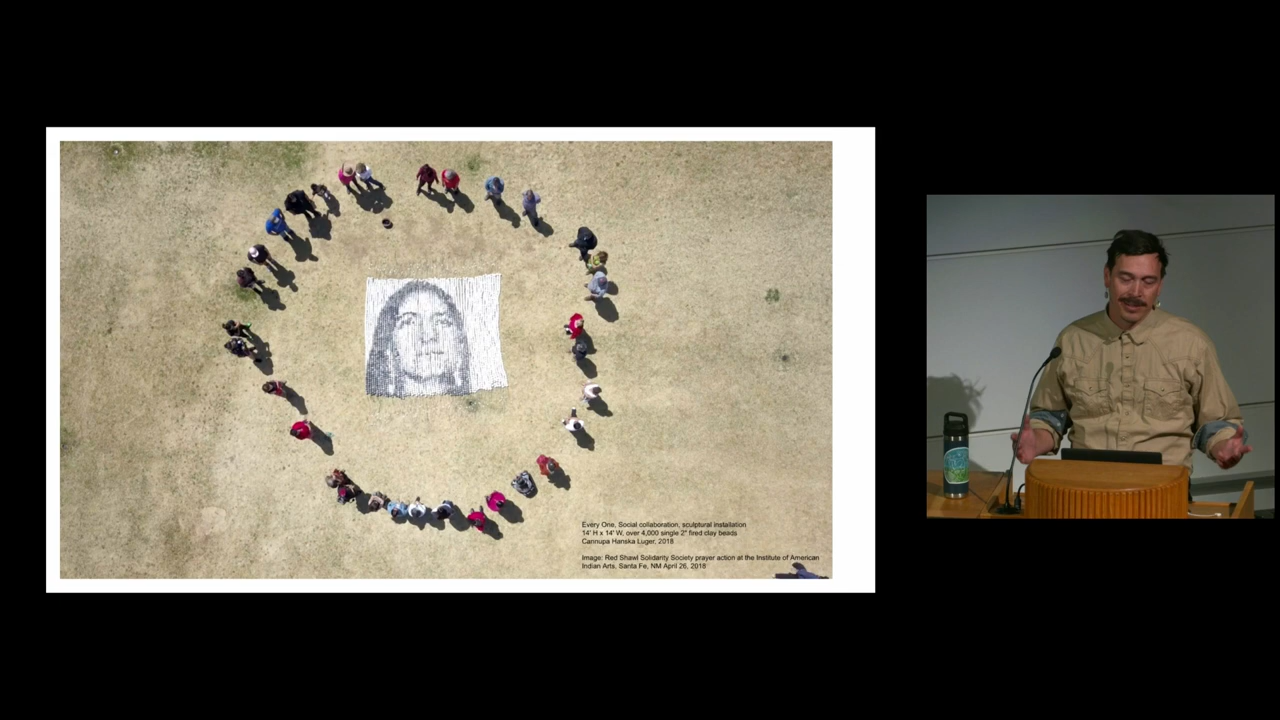 Every One, Social collaboration, sculptural installation
14' H x 14' W, over 4,000 single 2" fired clay beads
Cannupa Hanska Luger, 2018
Image: Red Shawl Solidarity Society prayer action at the Institute of American
Indian Arts, Santa Fe, NM April 26, 2018